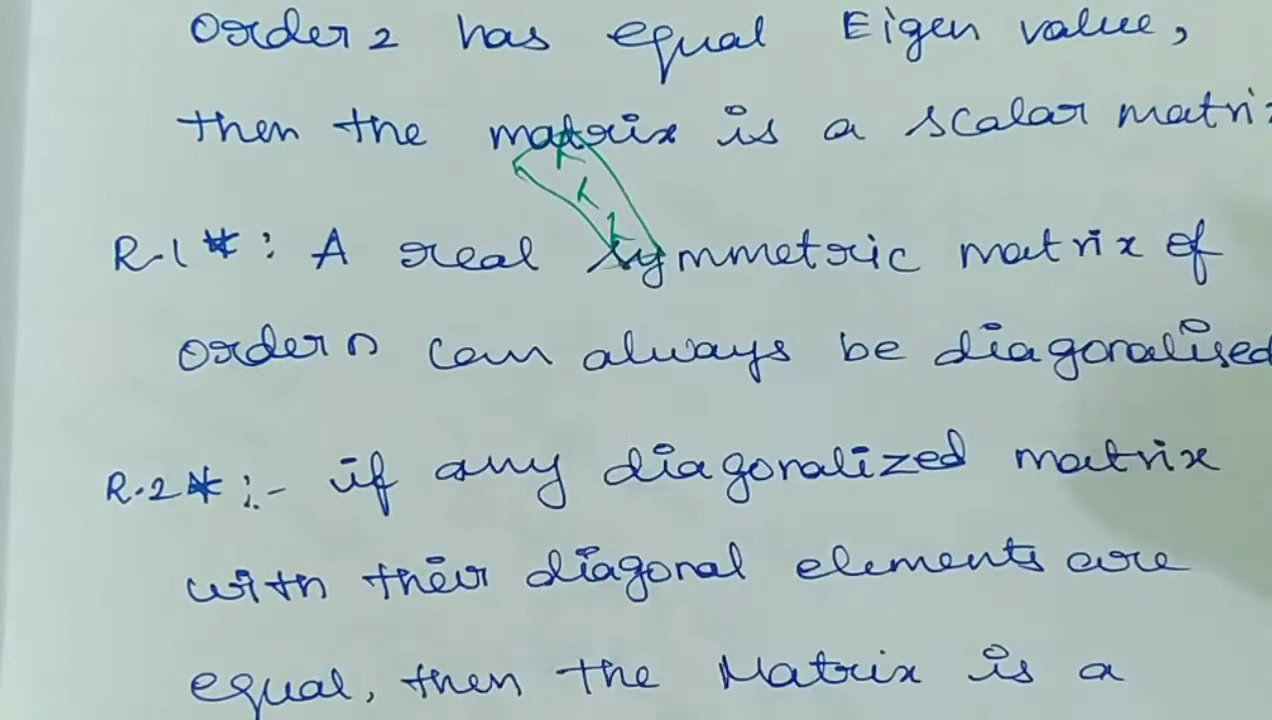 order 2 has equal Eigen value,
then the matrix is a scalar matri
R.1*: A real symmetric matrix of
order n can always be diagonalised
R.2*:- if any diagonalized matrix
with their diagonal elements are
equal, then the Matrix is a